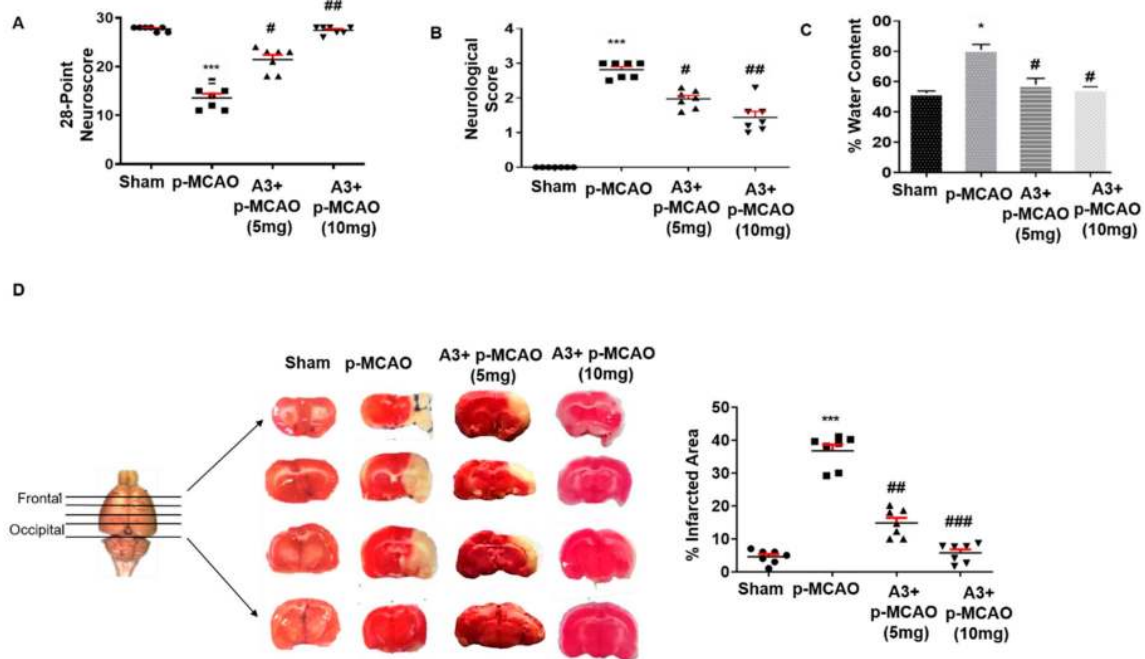 A
28-Point
Neuroscore
30
20
10
0
***
#
##
Sham
p-MCAO
A3+
p-MCAO
(5mg)
A3+
p-MCAO
(10mg)
B
Neurological
Score
4
3
2
1
0
***
#
##
Sham
p-MCAO
A3+
p-MCAO
(5mg)
A3+
p-MCAO
(10mg)
C
% Water Content
00
80
60
40
20
0
*
#
#
Sham
p-MCAO
A3+
p-MCAO
(5mg)
A3+
p-MCAO
(10mg)
D
Frontal
Occipital
Sham
p-MCAO
A3+ p-MCAO
(5mg)
A3+ p-MCAO
(10mg)
% Infarcted Area
50
40
30
20
10
0
***
##
###
Sham
p-MCAO
A3+
p-MCAO
(5mg)
A3+
p-MCAO
(10mg)